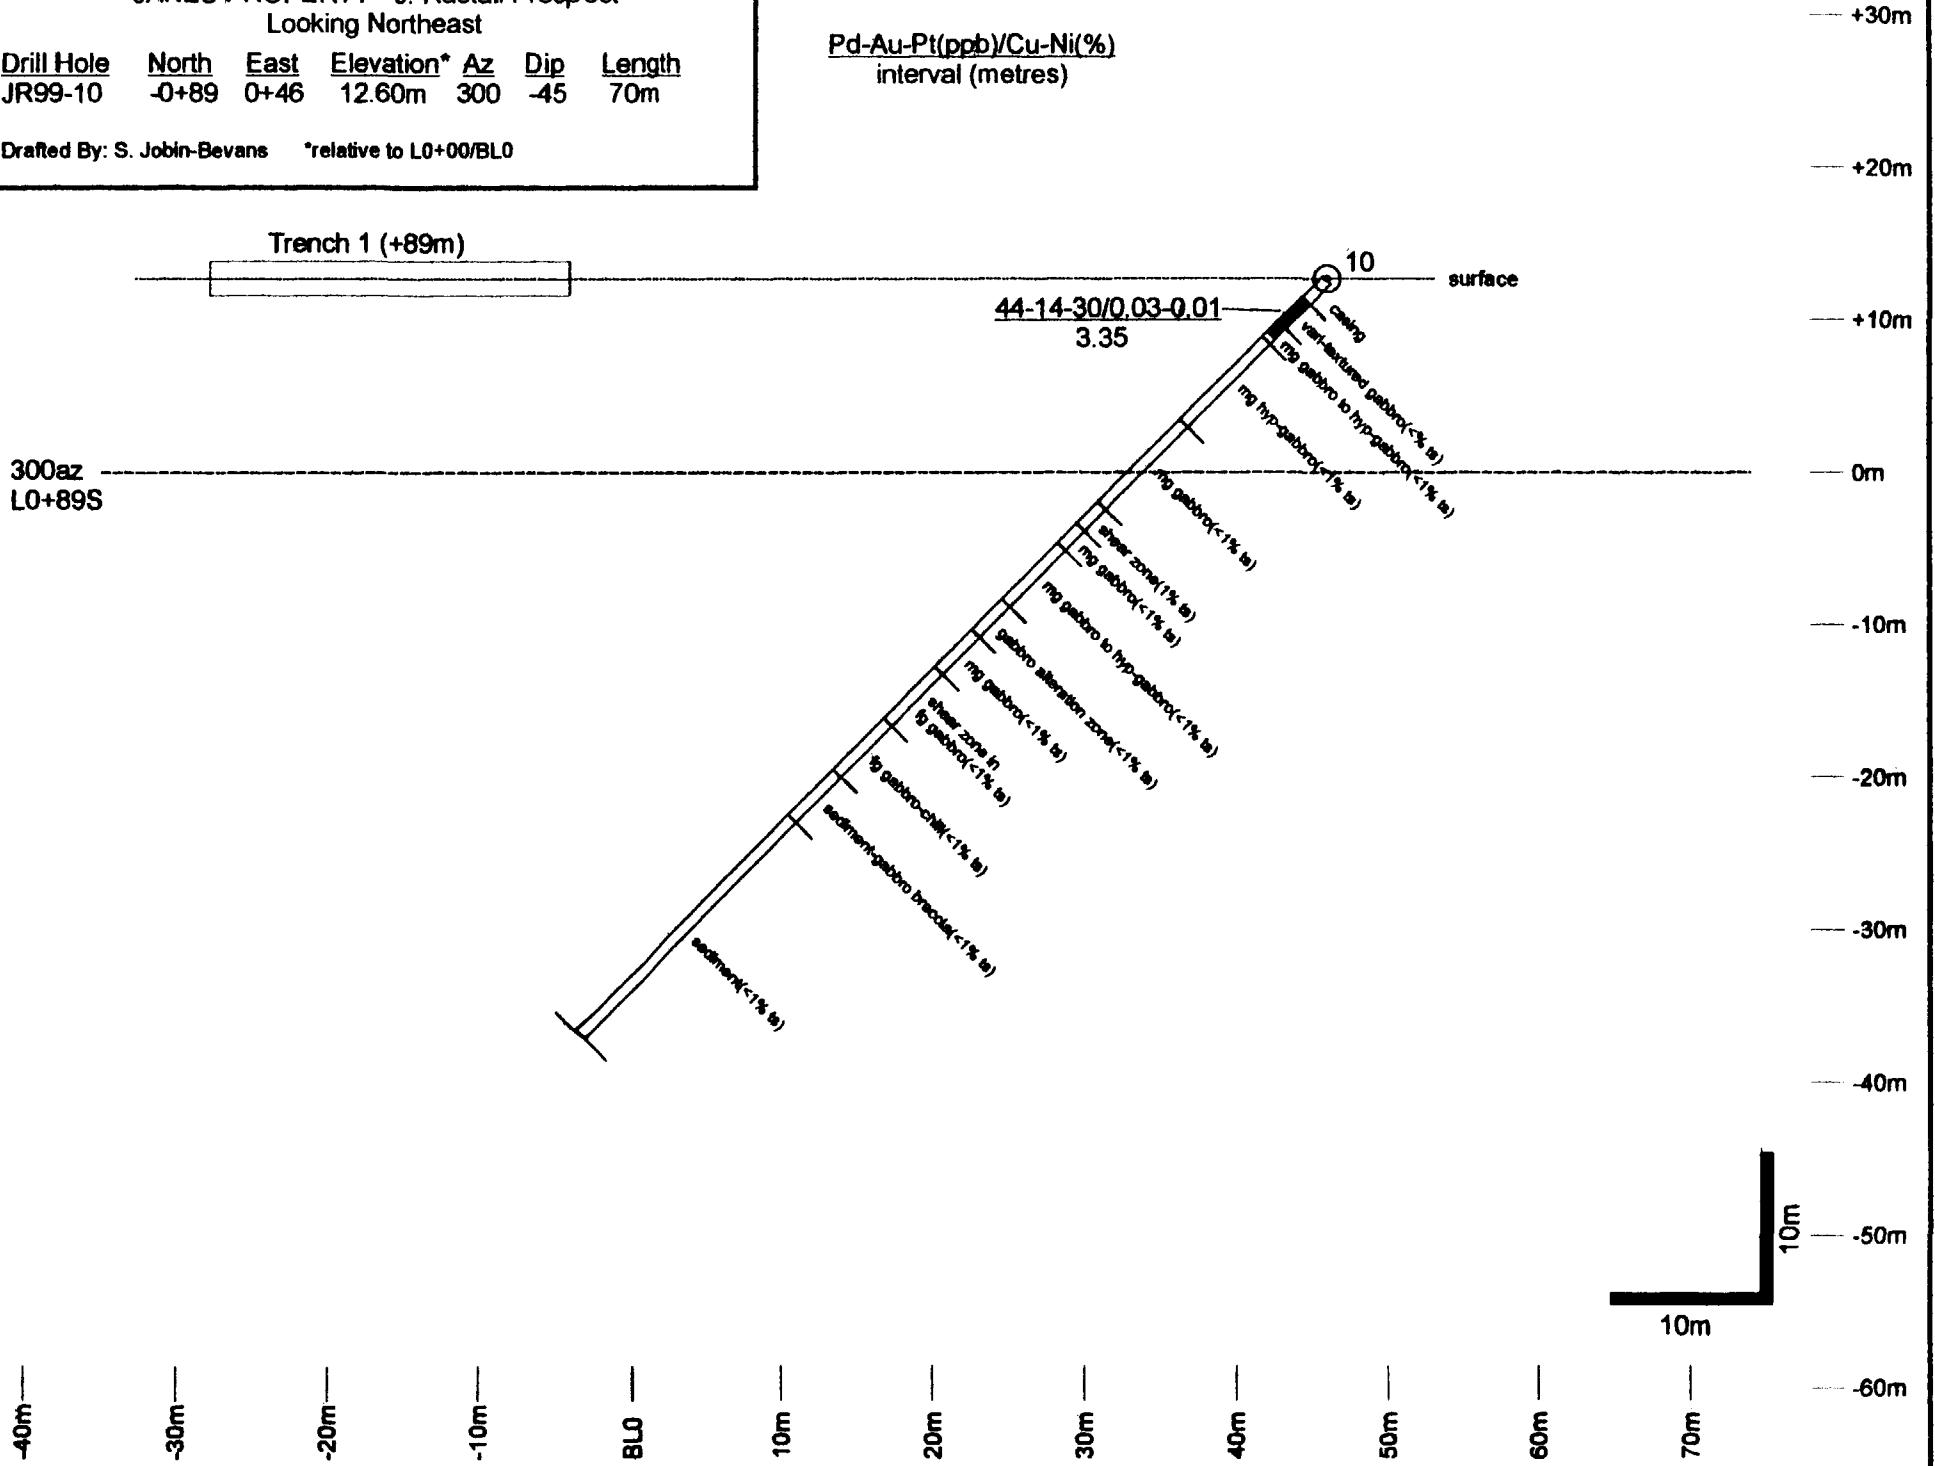 Looking Northeast
Drill Hole North East Elevation* Az Dip Length
JR99-10 -0+89 0+46 12.60m 300 -45 70m
Drafted By: S. Jobin-Bevans *relative to L0+00/BL0
Pd-Au-Pt(ppb)/Cu-Ni(%)
interval (metres)
Trench 1 (+89m)
10
surface
44-14-30/0.03-0.01
3.35
casing
vari-textured gabbro(<% ts)
mg gabbro to hyp-gabbro(<1% ts)
mg hyp-gabbro(<1% ts)
300az
L0+89S
mg gabbro(<1% ts)
shear zone(1% ts)
mg gabbro(<1% ts)
mg gabbro to hyp-gabbro(<1% ts)
gabbro alteration zone(<1% ts)
mg gabbro(<1% ts)
shear zone in
fg gabbro(<1% ts)
fg gabbro-chill(<1% ts)
sediment-gabbro breccia(<1% ts)
sediment(<1% ts)
+30m
+20m
+10m
0m
-10m
-20m
-30m
-40m
-50m
-60m
10m
10m
-40m
-30m
-20m
-10m
BL0
10m
20m
30m
40m
50m
60m
70m